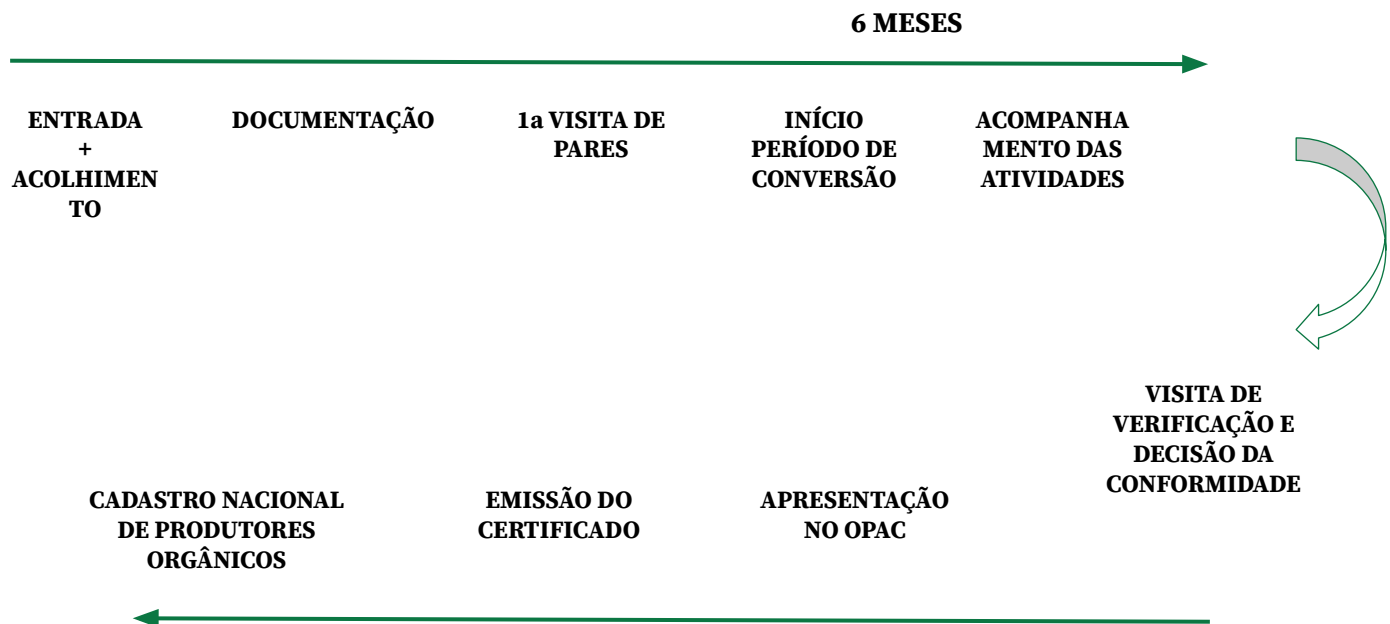 6 MESES
ENTRADA
+
ACOLHIMEN
TO
DOCUMENTAÇÃO
1a VISITA DE
PARES
INÍCIO
PERÍODO DE
CONVERSÃO
ACOMPANHA
MENTO DAS
ATIVIDADES
VISITA DE
VERIFICAÇÃO E
DECISÃO DA
CONFORMIDADE
APRESENTAÇÃO
NO OPAC
EMISSÃO DO
CERTIFICADO
CADASTRO NACIONAL
DE PRODUTORES
ORGÂNICOS